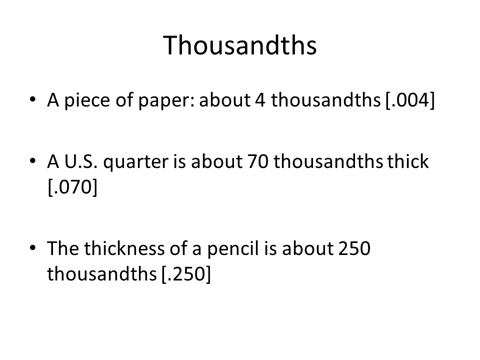 Thousandths
• A piece of paper: about 4 thousandths [.004]
• A U.S. quarter is about 70 thousandths thick
[.070]
• The thickness of a pencil is about 250
thousandths [.250]